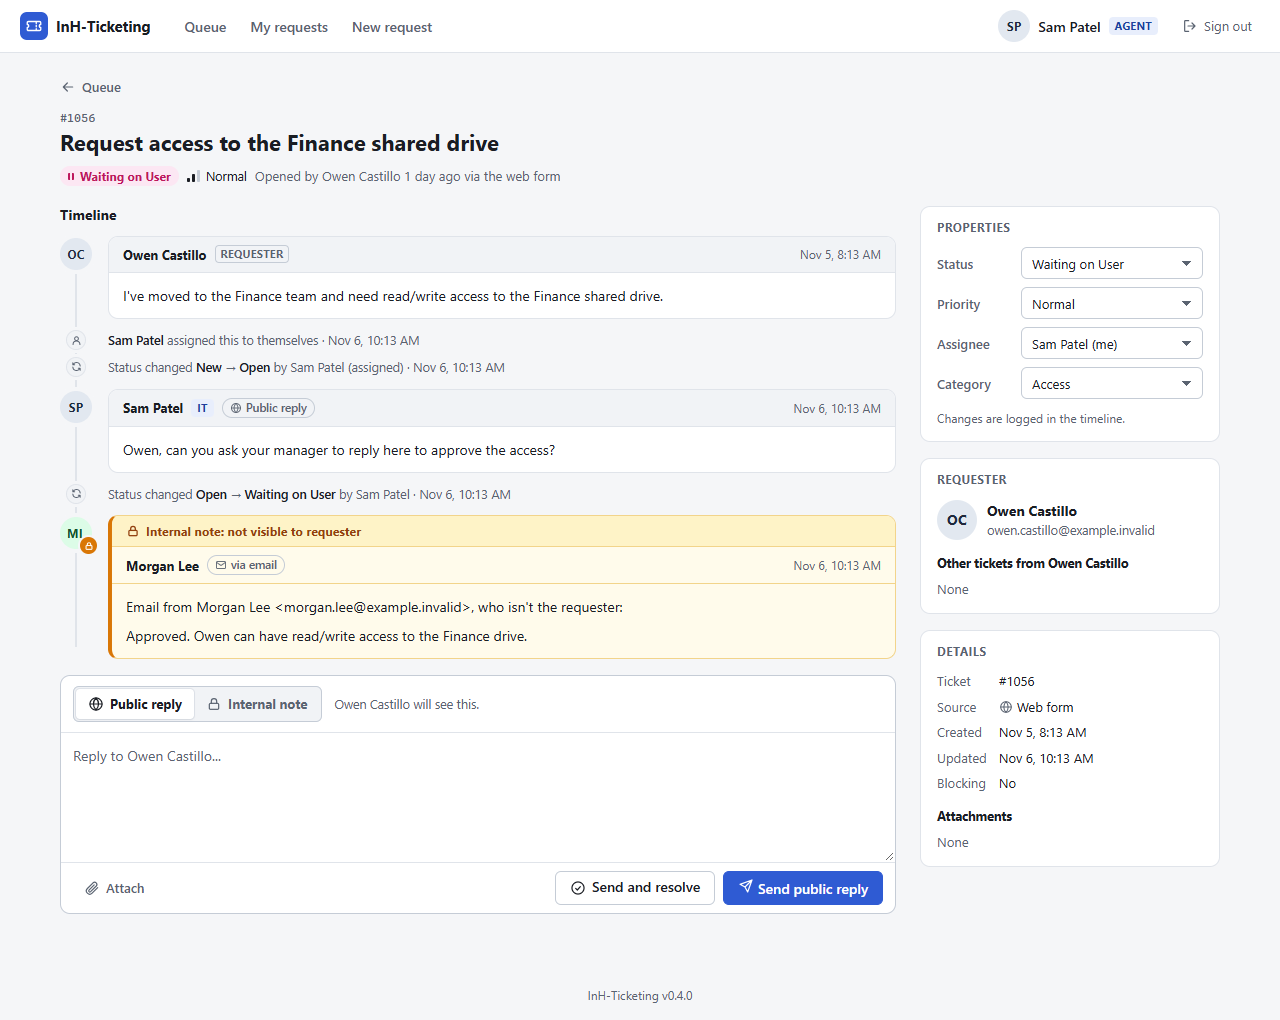 InH-Ticketing
Queue
My requests
New request
SP
Sam Patel
AGENT
Sign out
Queue
#1056
Request access to the Finance shared drive
Waiting on User
Normal
Opened by Owen Castillo 1 day ago via the web form
Timeline
OC
Owen Castillo
REQUESTER
Nov 5, 8:13 AM
I've moved to the Finance team and need read/write access to the Finance shared drive.
Sam Patel assigned this to themselves · Nov 6, 10:13 AM
Status changed New → Open by Sam Patel (assigned) · Nov 6, 10:13 AM
SP
Sam Patel
IT
Public reply
Nov 6, 10:13 AM
Owen, can you ask your manager to reply here to approve the access?
Status changed Open → Waiting on User by Sam Patel · Nov 6, 10:13 AM
MI
Internal note: not visible to requester
Morgan Lee
via email
Nov 6, 10:13 AM
Email from Morgan Lee <morgan.lee@example.invalid>, who isn't the requester:
Approved. Owen can have read/write access to the Finance drive.
Public reply
Internal note
Owen Castillo will see this.
Reply to Owen Castillo...
Attach
Send and resolve
Send public reply
PROPERTIES
Status
Waiting on User
Priority
Normal
Assignee
Sam Patel (me)
Category
Access
Changes are logged in the timeline.
REQUESTER
OC
Owen Castillo
owen.castillo@example.invalid
Other tickets from Owen Castillo
None
DETAILS
Ticket
#1056
Source
Web form
Created
Nov 5, 8:13 AM
Updated
Nov 6, 10:13 AM
Blocking
No
Attachments
None
InH-Ticketing v0.4.0